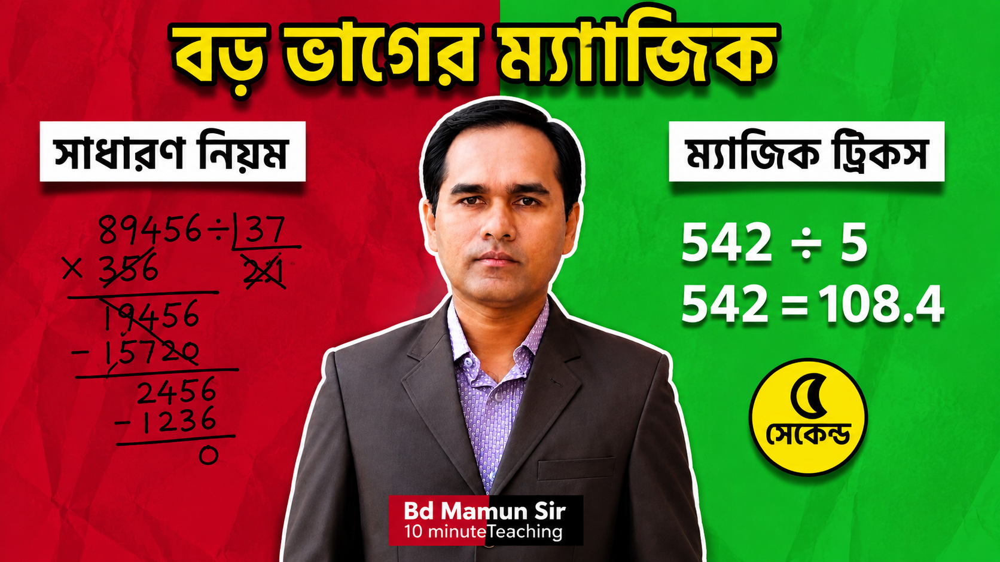 বড় ভাগের ম্যাাজিক
সাধারণ নিয়ম
89456÷37
× 356
19456
-15720
2456
-1236
0
ম্যাজিক ট্রিকস
542 ÷ 5
542 = 108.4
সেকেন্ড
Bd Mamun Sir
10 minuteTeaching